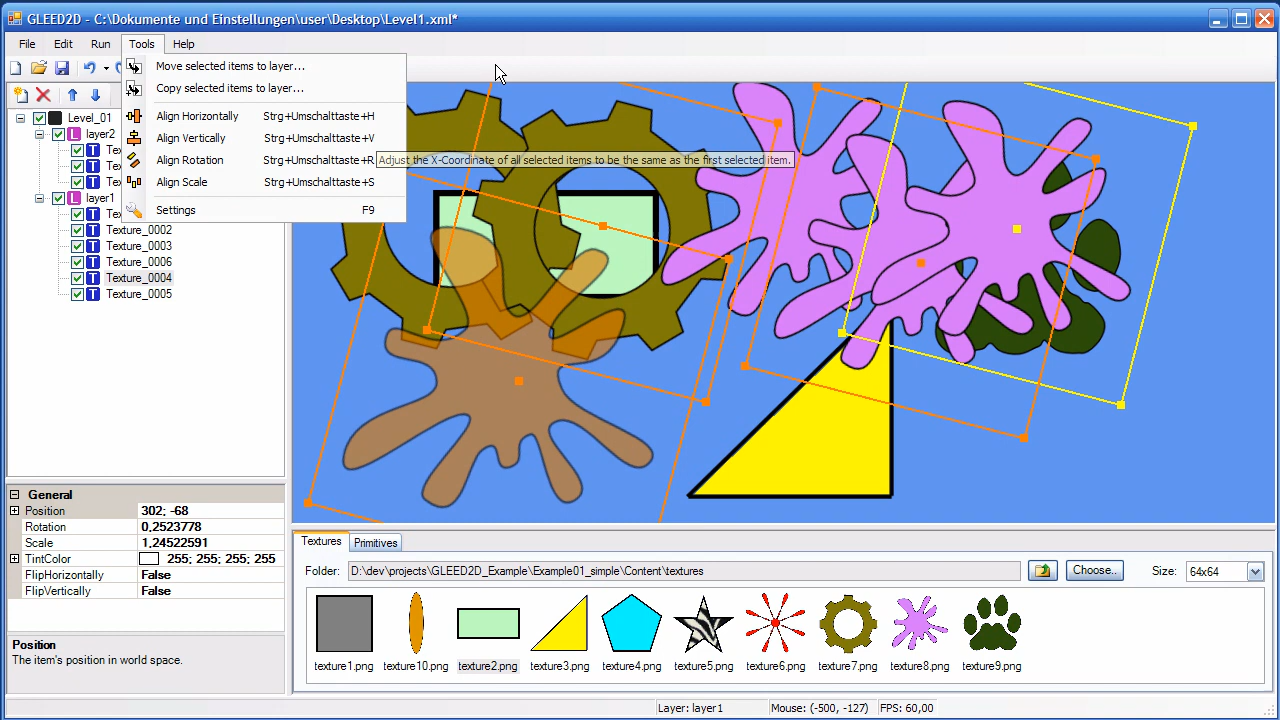 GLEED2D - C:\Dokumente und Einstellungen\user\Desktop\Level1.xml*
File Edit Run Tools Help
Move selected items to layer...
Copy selected items to layer...
Align Horizontally Strg+Umschalttaste+H
Align Vertically Strg+Umschalttaste+V
Align Rotation Strg+Umschalttaste+R
Adjust the X-Coordinate of all selected items to be the same as the first selected item.
Align Scale Strg+Umschalttaste+S
Settings F9
Level_01
L layer2
T Te
T Te
T Te
L layer1
T Te
T Texture_0002
T Texture_0003
T Texture_0006
T Texture_0004
T Texture_0005
General
Position 302; -68
Rotation 0,2523778
Scale 1,24522591
TintColor 255; 255; 255; 255
FlipHorizontally False
FlipVertically False
Position
The item's position in world space.
Textures Primitives
Folder: D:\dev\projects\GLEED2D_Example\Example01_simple\Content\textures Choose.. Size: 64x64
texture1.png texture10.png texture2.png texture3.png texture4.png texture5.png texture6.png texture7.png texture8.png texture9.png
Layer: layer1 Mouse: (-500, -127) FPS: 60,00